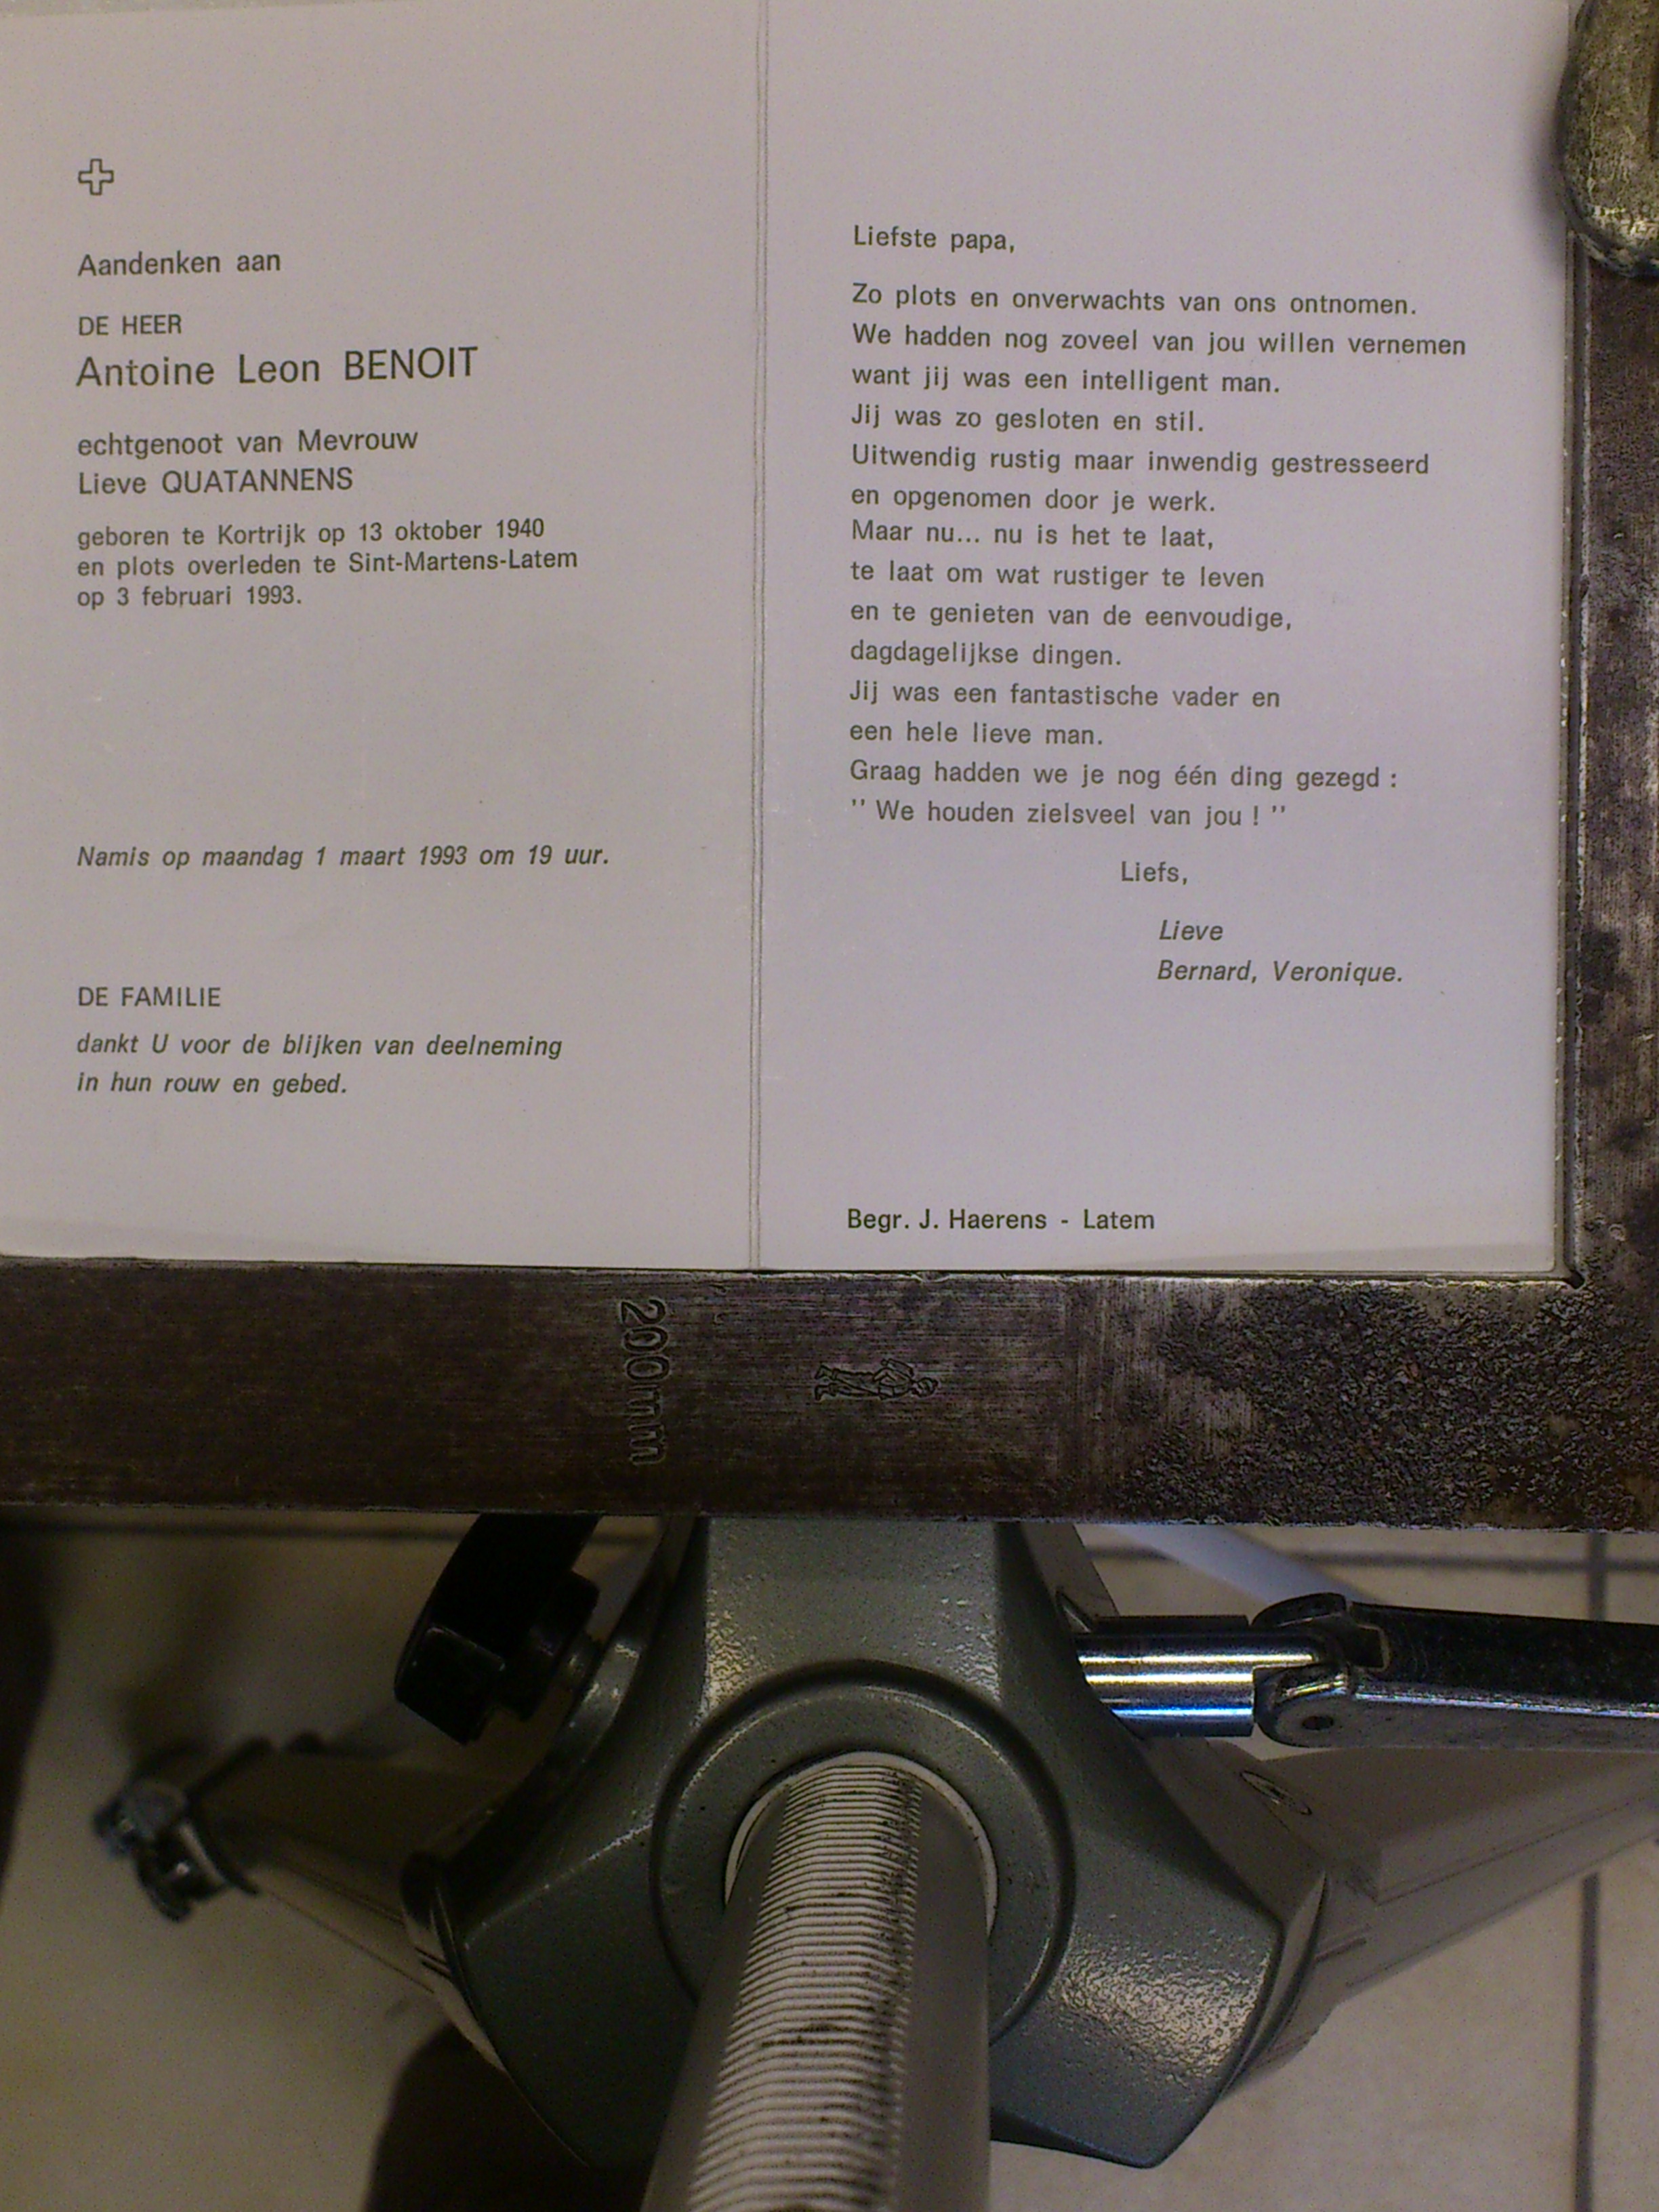 Aandenken aan
DE HEER
Antoine Leon BENOIT
echtgenoot van Mevrouw
Lieve QUATANNENS
geboren te Kortrijk op 13 oktober 1940
en plots overleden te Sint-Martens-Latem
op 3 februari 1993.
Namis op maandag 1 maart 1993 om 19 uur.
DE FAMILIE
dankt U voor de blijken van deelneming
in hun rouw en gebed.
Liefste papa,
Zo plots en onverwachts van ons ontnomen.
We hadden nog zoveel van jou willen vernemen
want jij was een intelligent man.
Jij was zo gesloten en stil.
Uitwendig rustig maar inwendig gestresseerd
en opgenomen door je werk.
Maar nu... nu is het te laat,
te laat om wat rustiger te leven
en te genieten van de eenvoudige,
dagdagelijkse dingen.
Jij was een fantastische vader en
een hele lieve man.
Graag hadden we je nog één ding gezegd :
'' We houden zielsveel van jou ! ''
Liefs,
Lieve
Bernard, Veronique.
Begr. J. Haerens - Latem
200mm